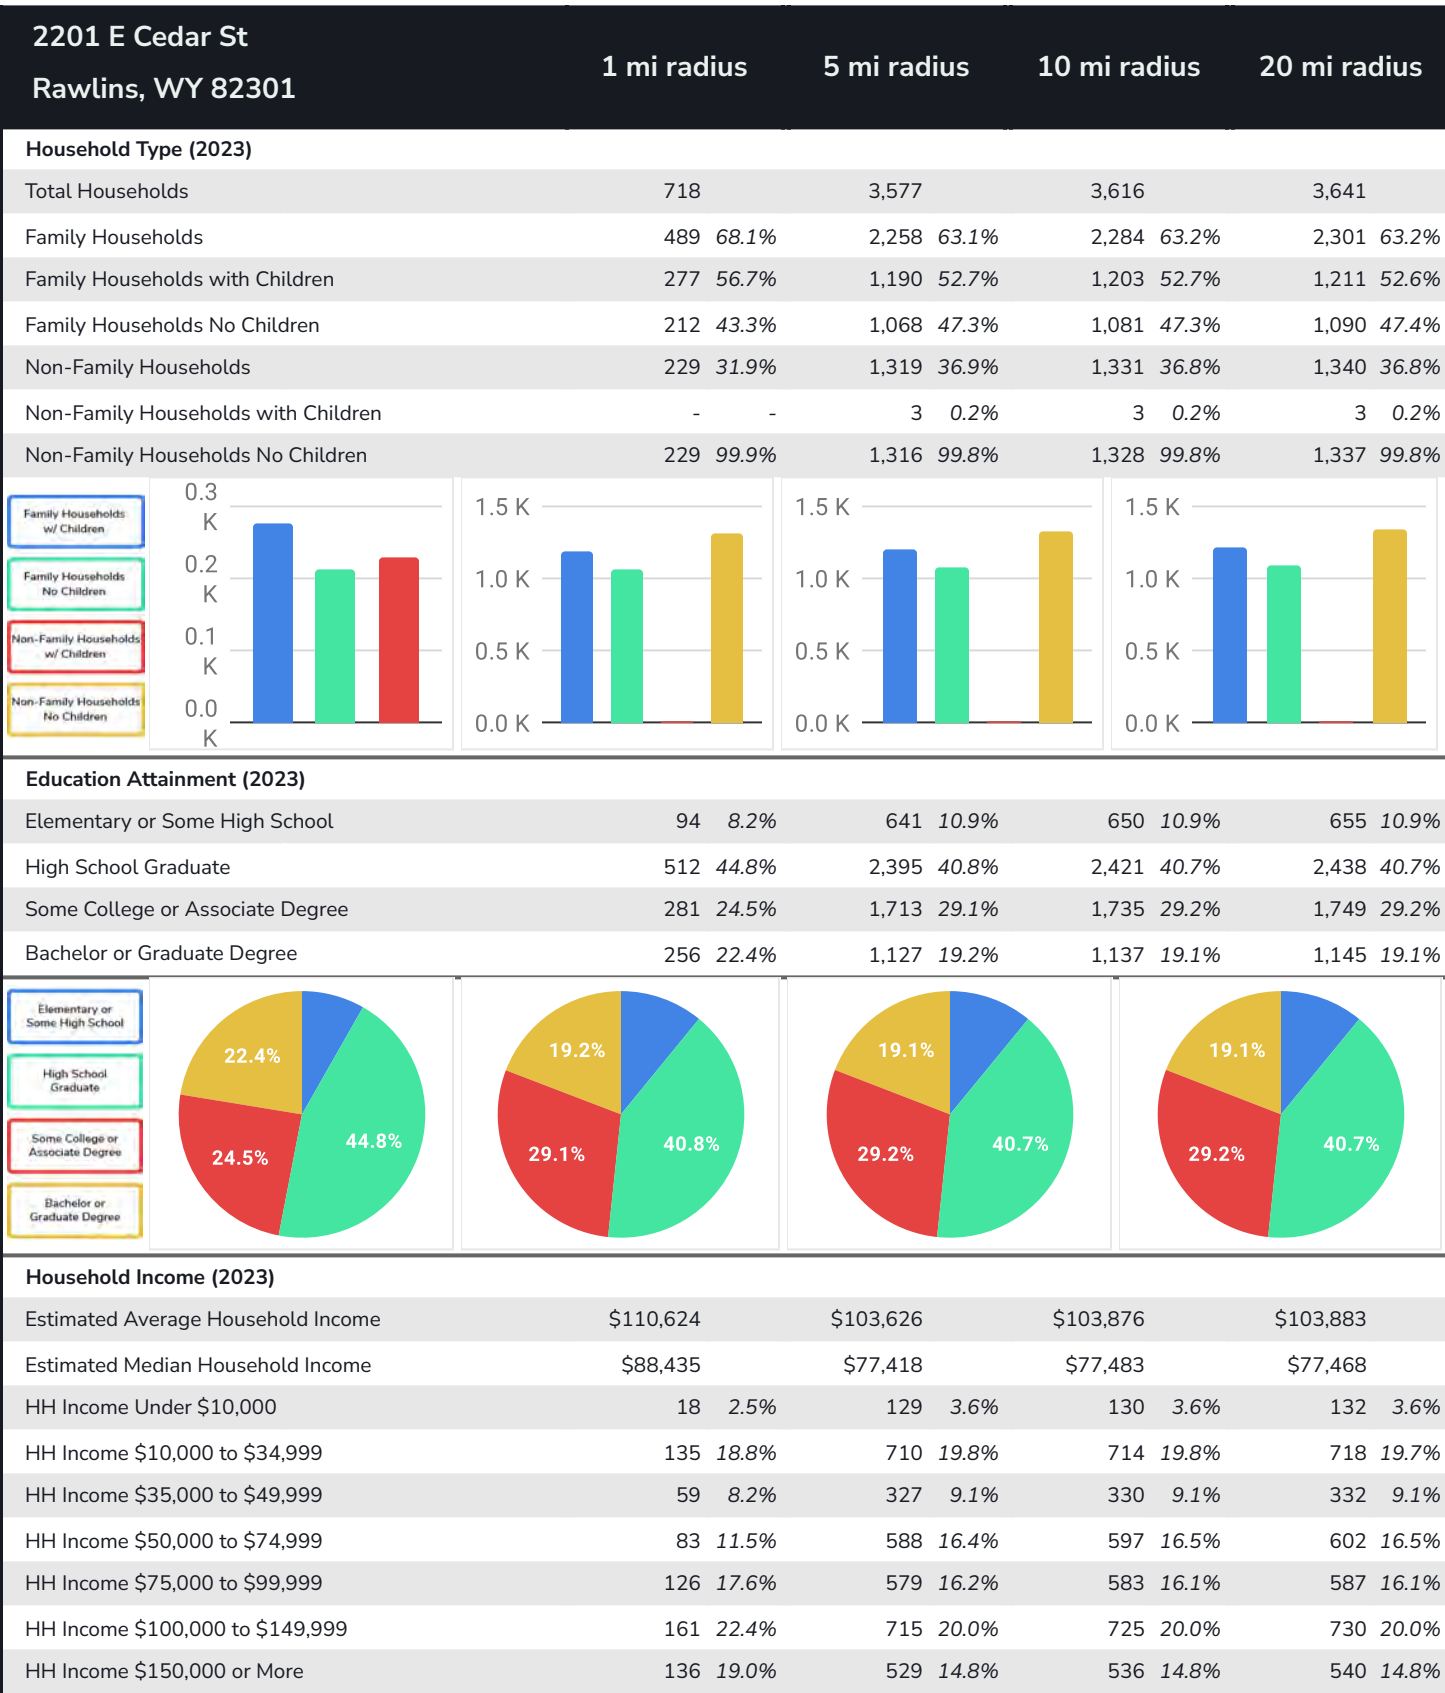 2201 E Cedar St
Rawlins, WY 82301
1 mi radius 5 mi radius 10 mi radius 20 mi radius
Household Type (2023)
Total Households 718 3,577 3,616 3,641
Family Households 489 68.1% 2,258 63.1% 2,284 63.2% 2,301 63.2%
Family Households with Children 277 56.7% 1,190 52.7% 1,203 52.7% 1,211 52.6%
Family Households No Children 212 43.3% 1,068 47.3% 1,081 47.3% 1,090 47.4%
Non-Family Households 229 31.9% 1,319 36.9% 1,331 36.8% 1,340 36.8%
Non-Family Households with Children - - 3 0.2% 3 0.2% 3 0.2%
Non-Family Households No Children 229 99.9% 1,316 99.8% 1,328 99.8% 1,337 99.8%
Family Households
w/ Children
Family Households
No Children
Non-Family Households
w/ Children
Non-Family Households
No Children
0.3
K
0.2
K
0.1
K
0.0
K
1.5 K
1.0 K
0.5 K
0.0 K
1.5 K
1.0 K
0.5 K
0.0 K
1.5 K
1.0 K
0.5 K
0.0 K
Education Attainment (2023)
Elementary or Some High School 94 8.2% 641 10.9% 650 10.9% 655 10.9%
High School Graduate 512 44.8% 2,395 40.8% 2,421 40.7% 2,438 40.7%
Some College or Associate Degree 281 24.5% 1,713 29.1% 1,735 29.2% 1,749 29.2%
Bachelor or Graduate Degree 256 22.4% 1,127 19.2% 1,137 19.1% 1,145 19.1%
Elementary or
Some High School
High School
Graduate
Some College or
Associate Degree
Bachelor or
Graduate Degree
22.4%
44.8%
24.5%
19.2%
40.8%
29.1%
19.1%
40.7%
29.2%
19.1%
40.7%
29.2%
Household Income (2023)
Estimated Average Household Income $110,624 $103,626 $103,876 $103,883
Estimated Median Household Income $88,435 $77,418 $77,483 $77,468
HH Income Under $10,000 18 2.5% 129 3.6% 130 3.6% 132 3.6%
HH Income $10,000 to $34,999 135 18.8% 710 19.8% 714 19.8% 718 19.7%
HH Income $35,000 to $49,999 59 8.2% 327 9.1% 330 9.1% 332 9.1%
HH Income $50,000 to $74,999 83 11.5% 588 16.4% 597 16.5% 602 16.5%
HH Income $75,000 to $99,999 126 17.6% 579 16.2% 583 16.1% 587 16.1%
HH Income $100,000 to $149,999 161 22.4% 715 20.0% 725 20.0% 730 20.0%
HH Income $150,000 or More 136 19.0% 529 14.8% 536 14.8% 540 14.8%